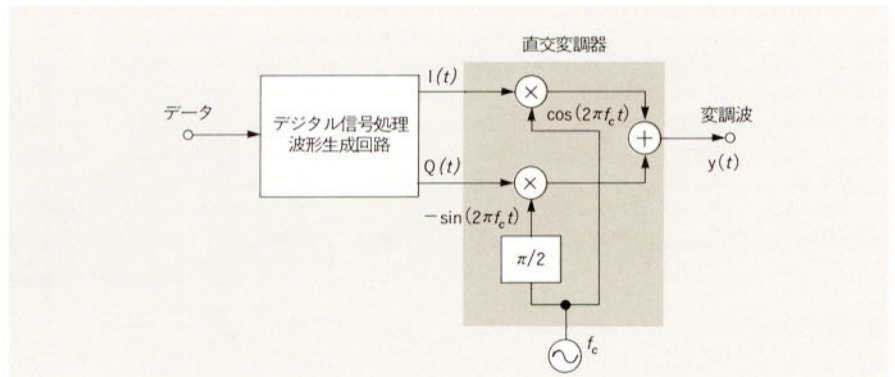 直交変調器
データ
デジタル信号処理
波形生成回路
I(t)
×
cos(2πf_c t)
変調波
+
y(t)
Q(t)
×
−sin(2πf_c t)
π/2
f_c